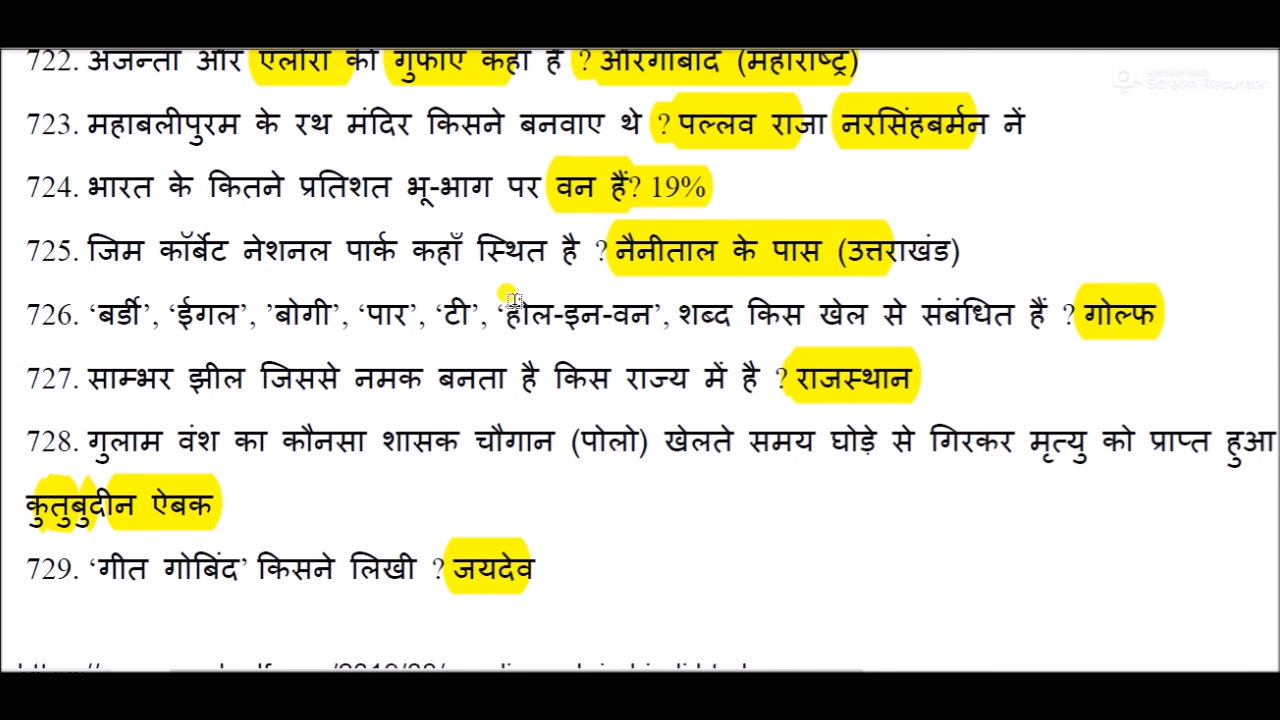 722. अजन्ता और एलोरा की गुफाएं कहाँ हैं ? औरंगाबाद (महाराष्ट्र)
723. महाबलीपुरम के रथ मंदिर किसने बनवाए थे ? पल्लव राजा नरसिंहबर्मन नें
724. भारत के कितने प्रतिशत भू-भाग पर वन हैं? 19%
725. जिम कॉर्बेट नेशनल पार्क कहाँ स्थित है ? नैनीताल के पास (उत्तराखंड)
726. ‘बर्डी’, ‘ईगल’, ’बोगी’, ‘पार’, ‘टी’, ‘होल-इन-वन’, शब्द किस खेल से संबंधित हैं ? गोल्फ
727. साम्भर झील जिससे नमक बनता है किस राज्य में है ? राजस्थान
728. गुलाम वंश का कौनसा शासक चौगान (पोलो) खेलते समय घोड़े से गिरकर मृत्यु को प्राप्त हुआ
कुतुबुदीन ऐबक
729. ‘गीत गोबिंद’ किसने लिखी ? जयदेव
Screen Recorder